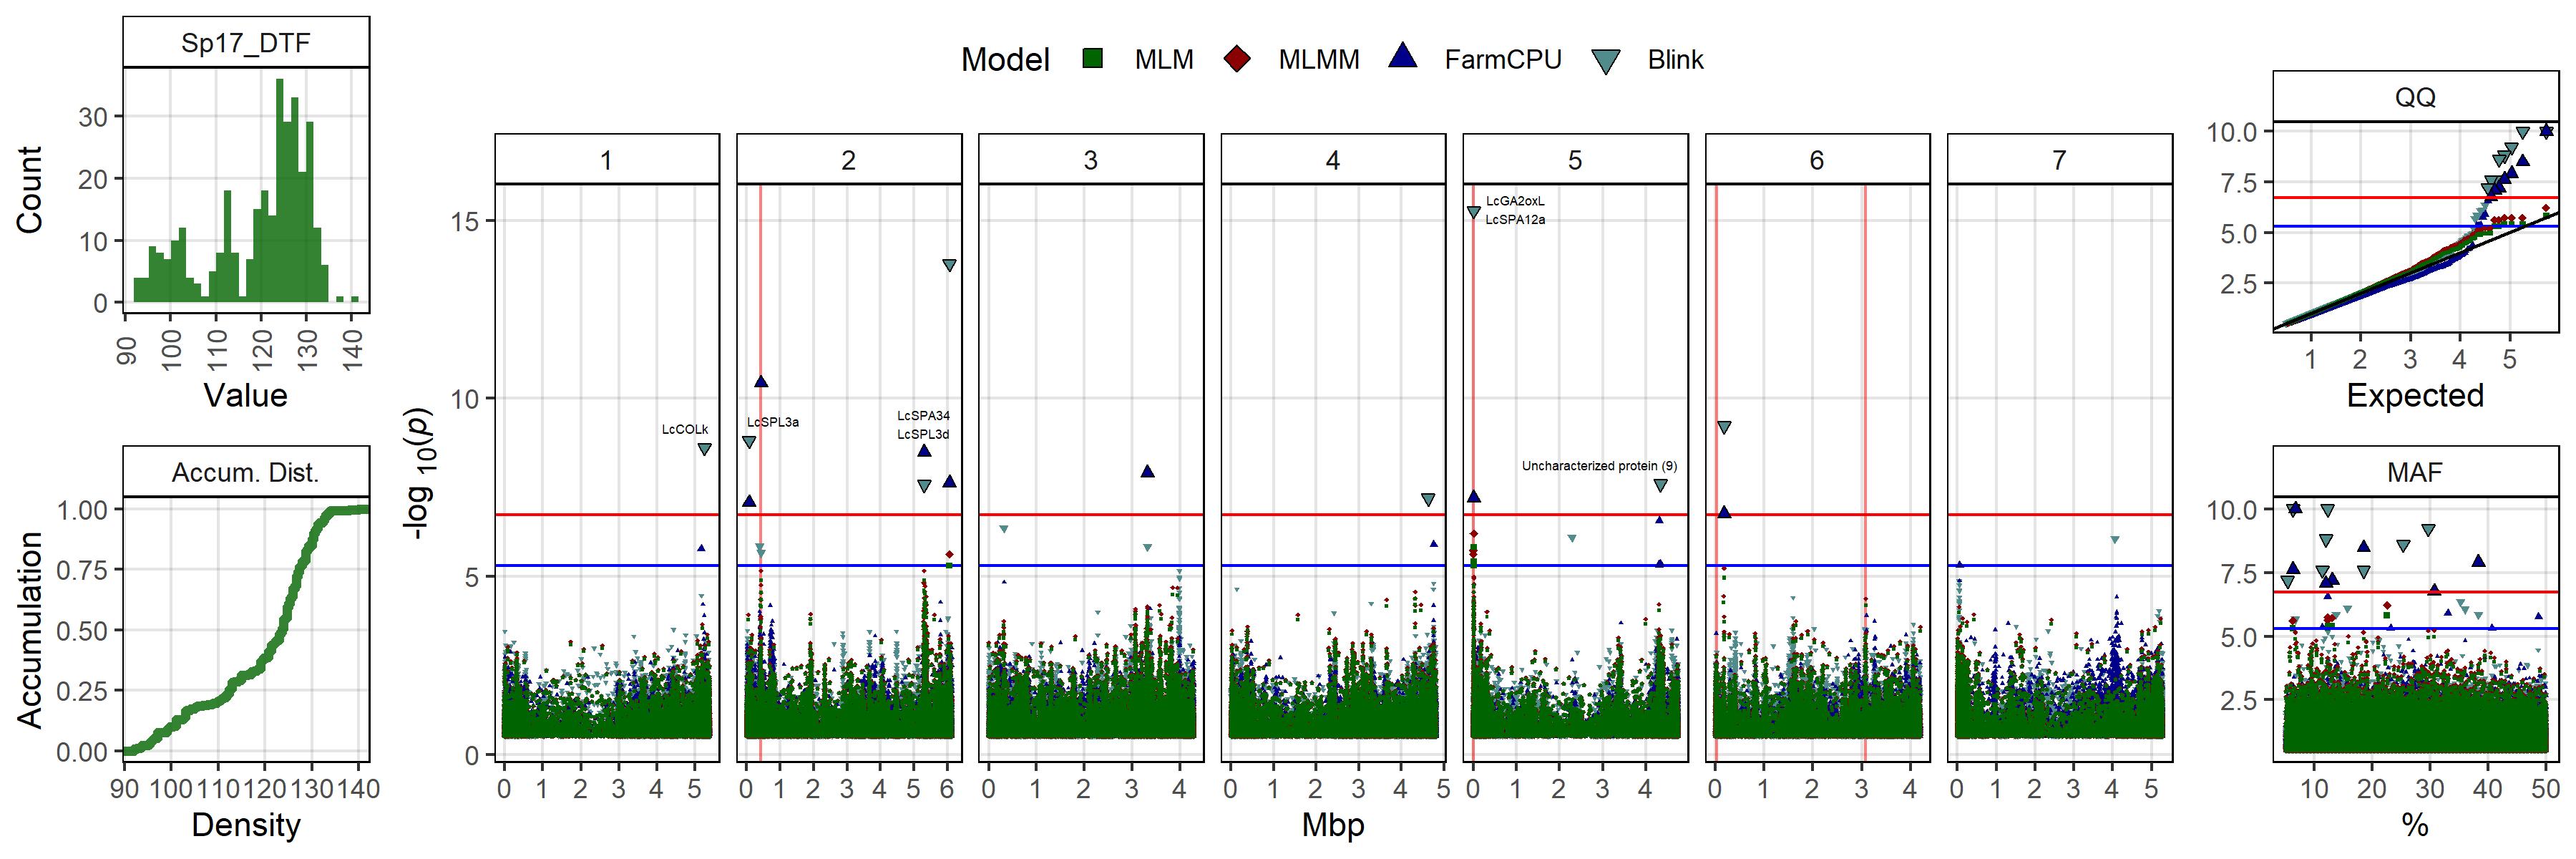 Sp17_DTF
Count
30
20
10
0
90 100 110 120 130 140
Value
Accum. Dist.
Accumulation
1.00
0.75
0.50
0.25
0.00
90 100 110 120 130 140
Density
Model MLM MLMM FarmCPU Blink
-log 10(p)
15
10
5
0
1 2 3 4 5 6 7
LcGA2oxL
LcSPA12a
LcCOLk
LcSPL3a
LcSPA34
LcSPL3d
Uncharacterized protein (9)
0 1 2 3 4 5
0 1 2 3 4 5 6
0 1 2 3 4
0 1 2 3 4 5
0 1 2 3 4
0 1 2 3 4
0 1 2 3 4 5
Mbp
QQ
10.0
7.5
5.0
2.5
1 2 3 4 5
Expected
MAF
10.0
7.5
5.0
2.5
10 20 30 40 50
%